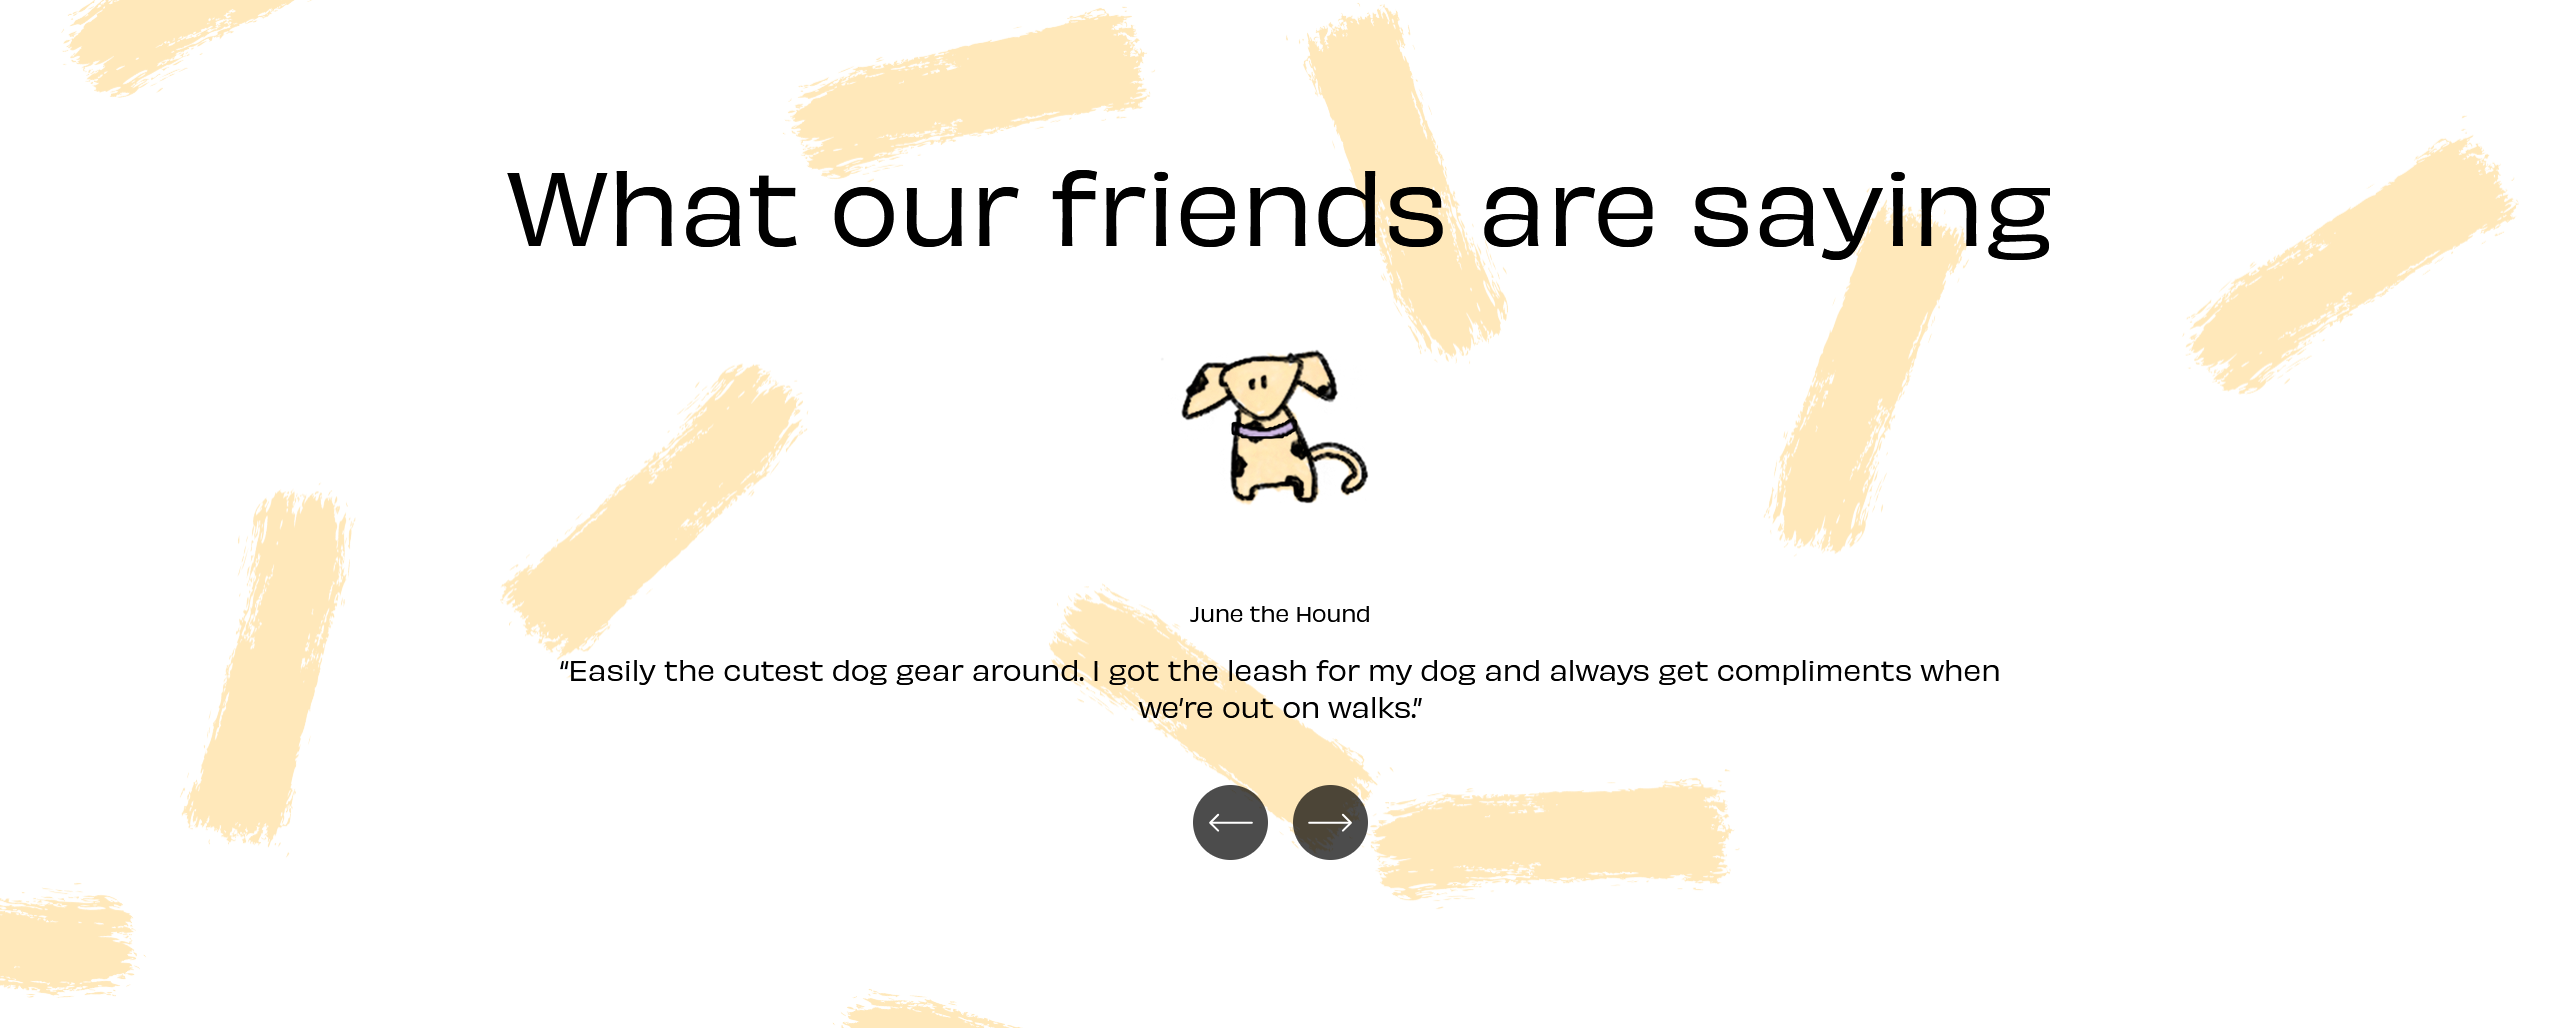 What our friends are saying
June the Hound
“Easily the cutest dog gear around. I got the leash for my dog and always get compliments when
we’re out on walks.”